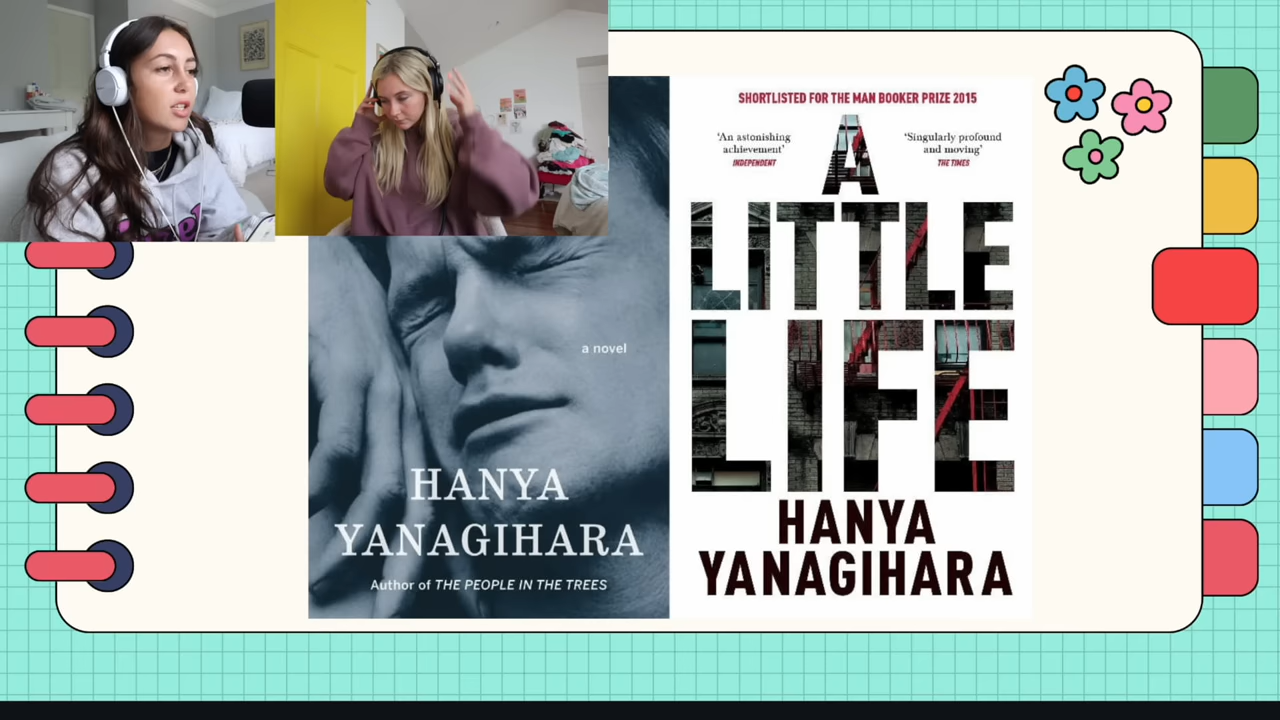 a novel
HANYA
YANAGIHARA
Author of THE PEOPLE IN THE TREES
SHORTLISTED FOR THE MAN BOOKER PRIZE 2015
'An astonishing
achievement'
INDEPENDENT
'Singularly profound
and moving'
THE TIMES
A
LITTLE
LIFE
HANYA
YANAGIHARA